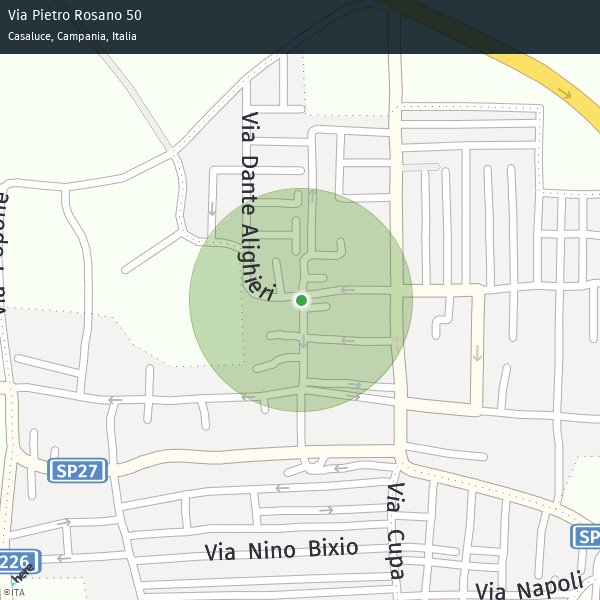 Via Pietro Rosano 50
Casaluce, Campania, Italia
Via Dante Alighieri
SP27
Via Cupa
Via Nino Bixio
SP
226
Via Napoli
here
©ITA